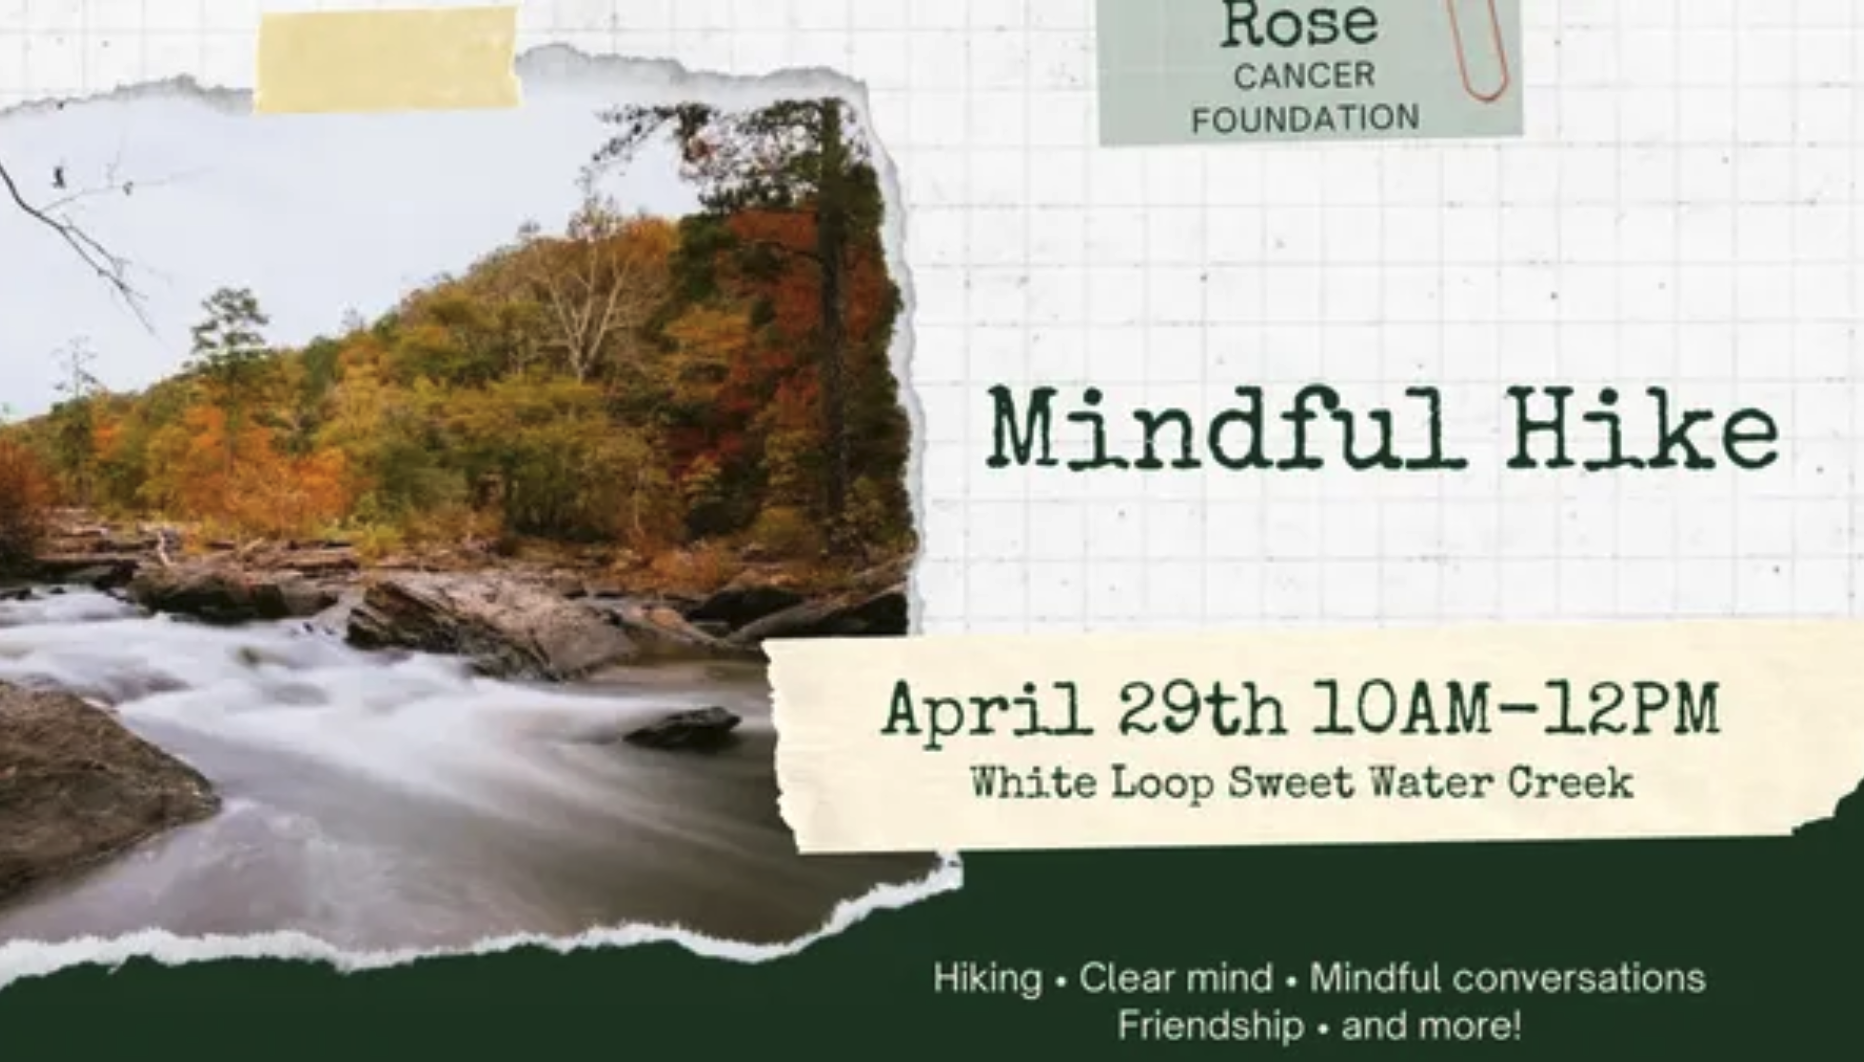 Rose
CANCER
FOUNDATION
Mindful Hike
April 29th 10AM-12PM
White Loop Sweet Water Creek
Hiking • Clear mind • Mindful conversations
Friendship • and more!